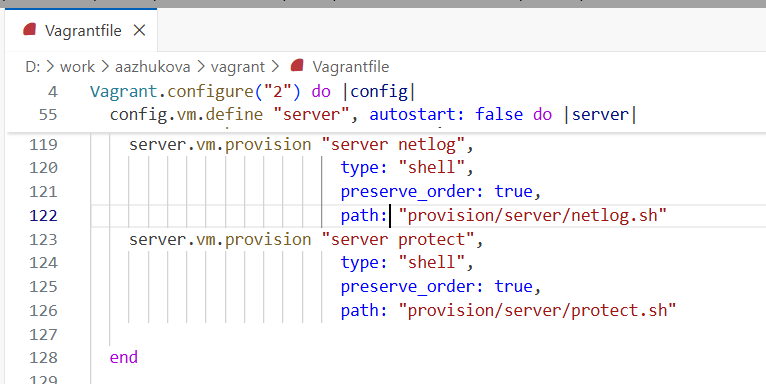 Vagrantfile
D: > work > aazhukova > vagrant > Vagrantfile
4 Vagrant.configure("2") do |config|
55 config.vm.define "server", autostart: false do |server|
119 server.vm.provision "server netlog",
120 type: "shell",
121 preserve_order: true,
122 path: "provision/server/netlog.sh"
123 server.vm.provision "server protect",
124 type: "shell",
125 preserve_order: true,
126 path: "provision/server/protect.sh"
127
128 end
129